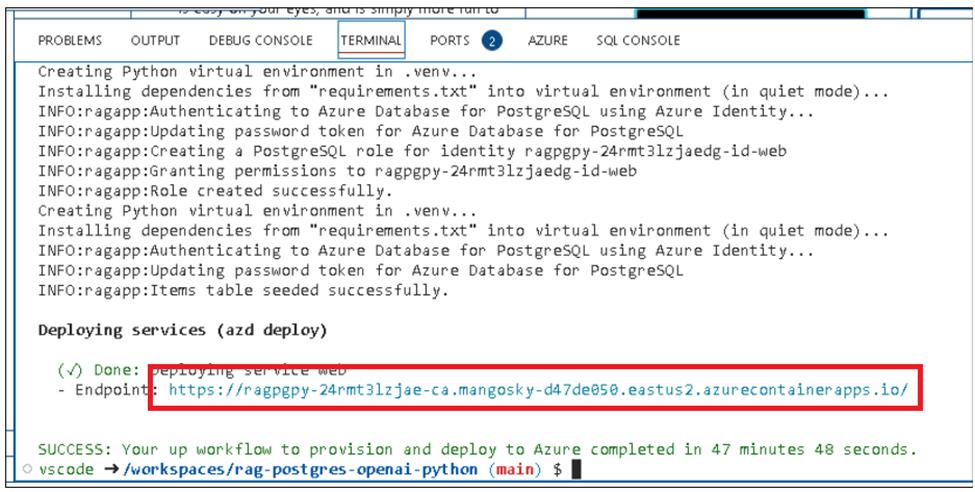 is easy on your eyes, and is simply more fun to
PROBLEMS OUTPUT DEBUG CONSOLE TERMINAL PORTS 2 AZURE SQL CONSOLE
Creating Python virtual environment in .venv...
Installing dependencies from "requirements.txt" into virtual environment (in quiet mode)...
INFO:ragapp:Authenticating to Azure Database for PostgreSQL using Azure Identity...
INFO:ragapp:Updating password token for Azure Database for PostgreSQL
INFO:ragapp:Creating a PostgreSQL role for identity ragpgpy-24rmt3lzjaedg-id-web
INFO:ragapp:Granting permissions to ragpgpy-24rmt3lzjaedg-id-web
INFO:ragapp:Role created successfully.
Creating Python virtual environment in .venv...
Installing dependencies from "requirements.txt" into virtual environment (in quiet mode)...
INFO:ragapp:Authenticating to Azure Database for PostgreSQL using Azure Identity...
INFO:ragapp:Updating password token for Azure Database for PostgreSQL
INFO:ragapp:Items table seeded successfully.
Deploying services (azd deploy)
(✓) Done: Deploying service web
- Endpoint: https://ragpgpy-24rmt3lzjae-ca.mangosky-d47de050.eastus2.azurecontainerapps.io/
SUCCESS: Your up workflow to provision and deploy to Azure completed in 47 minutes 48 seconds.
vscode ➜ /workspaces/rag-postgres-openai-python (main) $